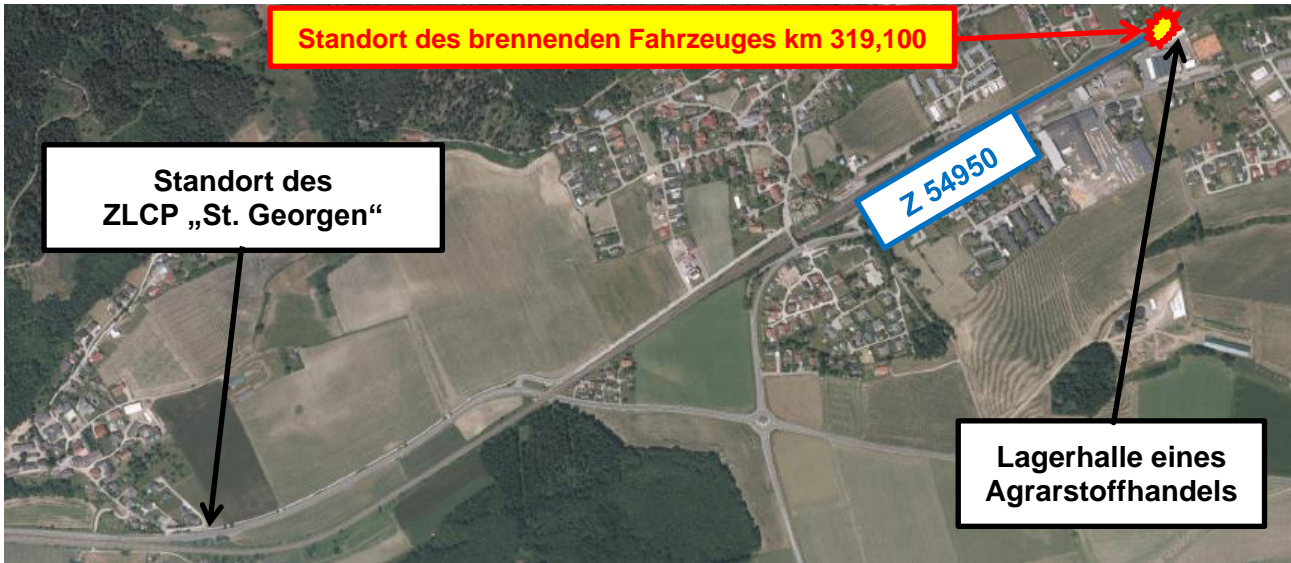 Standort des brennenden Fahrzeuges km 319,100
Standort des
ZLCP „St. Georgen“
Z 54950
Lagerhalle eines
Agrarstoffhandels